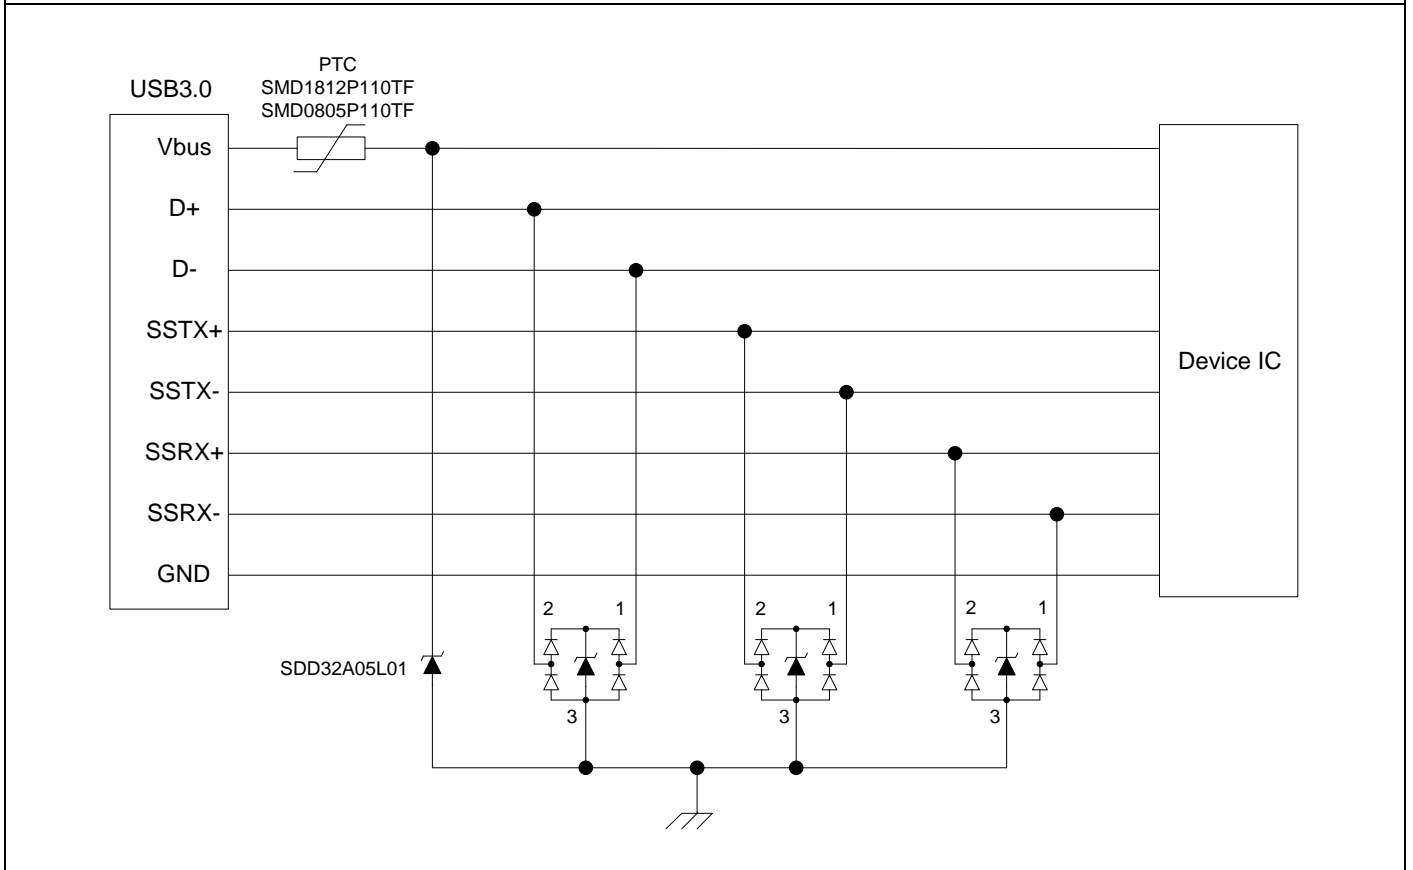 PTC
SMD1812P110TF
SMD0805P110TF
USB3.0
Vbus
D+
D-
SSTX+
SSTX-
SSRX+
SSRX-
GND
Device IC
2 1
2 1
2 1
SDD32A05L01
3
3
3